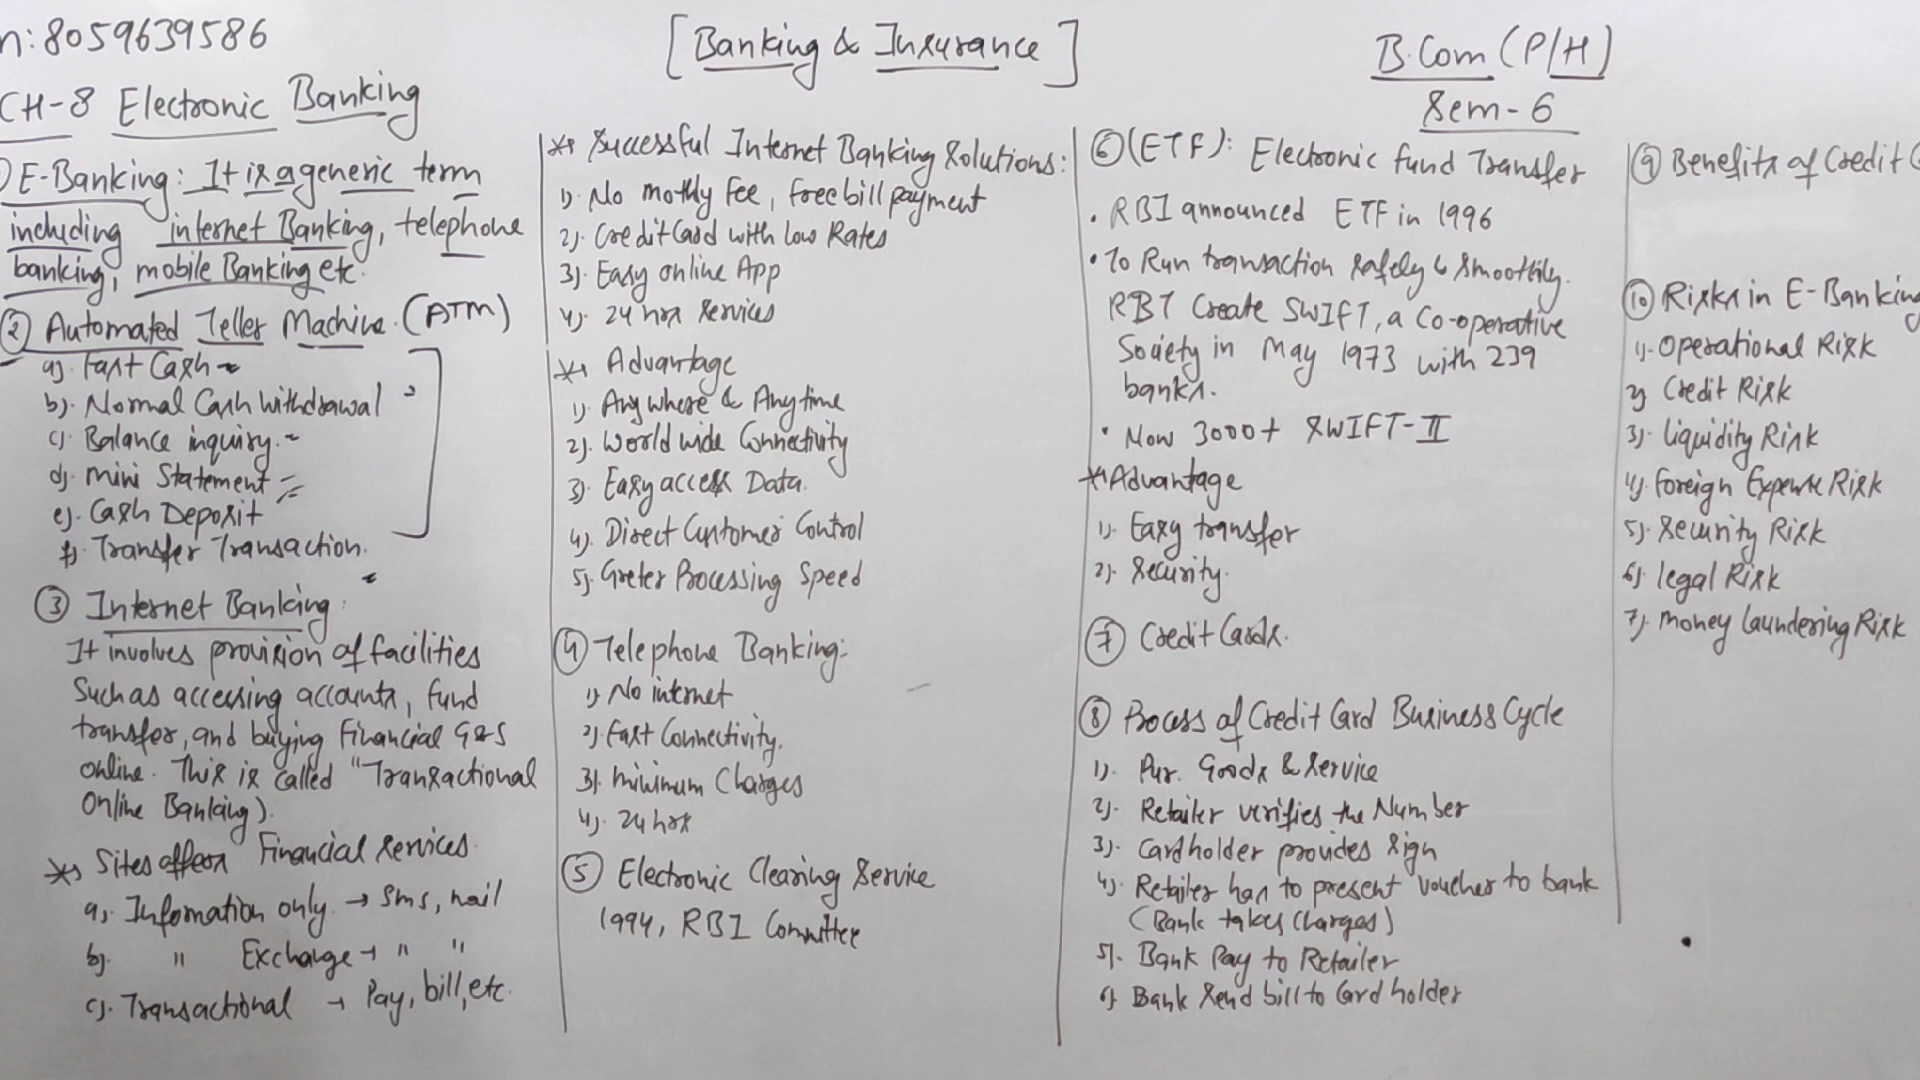 n: 8059639586
[Banking & Insurance]
B.Com (P/H)
Sem-6
CH-8 Electronic Banking
1) E-Banking: It is a generic term
including internet Banking, telephone
banking, mobile Banking etc.
② Automated Teller Machine. (ATM)
a). Fast Cash
b). Normal Cash Withdrawal
c). Balance inquiry.
d). Mini Statement
e). Cash Deposit
f). Transfer Transaction.
③ Internet Banking:
It involves provision of facilities
Such as accessing accounts, fund
transfer, and buying Financial G&S
online. This is called "Transactional
Online Banking).
* Sites offers Financial Services.
a). Infomation only → Sms, mail
b). " Exchange → " "
c). Transactional → Pay, bill, etc.
* Successful Internet Banking Solutions:
1). No mothly Fee, free bill payment
2). Credit Card with Low Rates
3). Easy online App
4). 24 hrs Services
* Advantage
1). Any where & Anytime
2). World wide Connectivity
3). Easy access Data.
4). Direct Customer Control
5). Greter Processing Speed
④ Telephone Banking:-
1) No internet
2). Fast Connectivity.
3). Minimum Charges
4). 24 hrs
⑤ Electronic Clearing Service
1994, RBI Committee
⑥ (ETF): Electronic Fund Transfer
• RBI announced ETF in 1996
• To Run transaction safely & smoothily.
RBI Create SWIFT, a Co-operative
Society in May 1973 with 239
banks.
• Now 3000+ SWIFT-II
* Advantage
1). Easy transfer
2). Security.
⑦ Credit Cards.
⑧ Process of Credit Card Business Cycle
1). Pur. Goods & Service
2). Retailer verifies the Number
3). Cardholder provides Sign
4). Retailer has to present voucher to bank
(Bank takes Charges)
5). Bank Pay to Retailer
6) Bank Send bill to Card holder
⑨ Benefits of Credit C
⑩ Risks in E-Banking
1). Operational Risk
2) Credit Risk
3). Liquidity Risk
4). Foreign Expense Risk
5). Security Risk
6). legal Risk
7). Money laundering Risk